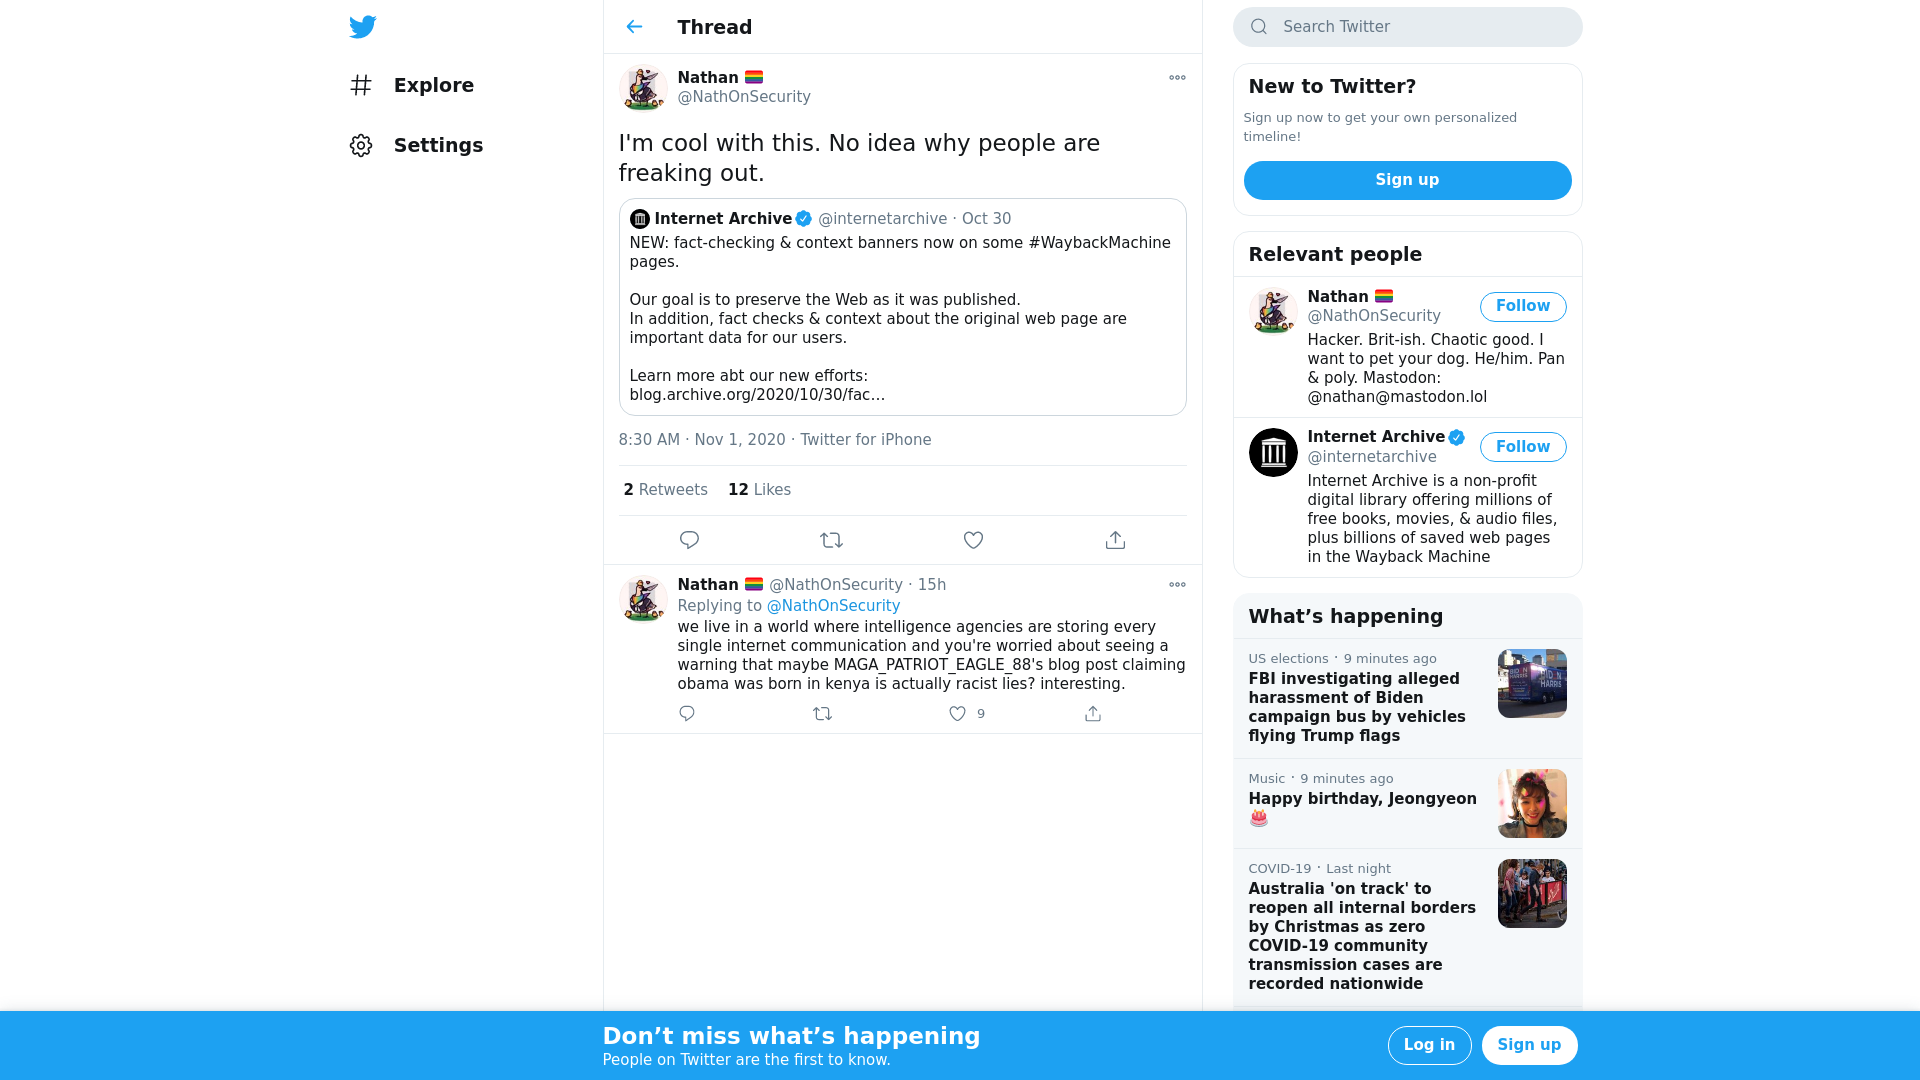 Explore
Settings
Thread
Nathan
@NathOnSecurity
I'm cool with this. No idea why people are
freaking out.
Internet Archive @internetarchive · Oct 30
NEW: fact-checking & context banners now on some #WaybackMachine
pages.
Our goal is to preserve the Web as it was published.
In addition, fact checks & context about the original web page are
important data for our users.
Learn more abt our new efforts:
blog.archive.org/2020/10/30/fac…
8:30 AM · Nov 1, 2020 · Twitter for iPhone
2 Retweets 12 Likes
Nathan @NathOnSecurity · 15h
Replying to @NathOnSecurity
we live in a world where intelligence agencies are storing every
single internet communication and you're worried about seeing a
warning that maybe MAGA_PATRIOT_EAGLE_88's blog post claiming
obama was born in kenya is actually racist lies? interesting.
9
Search Twitter
New to Twitter?
Sign up now to get your own personalized
timeline!
Sign up
Relevant people
Nathan
@NathOnSecurity
Follow
Hacker. Brit-ish. Chaotic good. I
want to pet your dog. He/him. Pan
& poly. Mastodon:
@nathan@mastodon.lol
Internet Archive
@internetarchive
Follow
Internet Archive is a non-profit
digital library offering millions of
free books, movies, & audio files,
plus billions of saved web pages
in the Wayback Machine
What’s happening
US elections · 9 minutes ago
FBI investigating alleged
harassment of Biden
campaign bus by vehicles
flying Trump flags
Music · 9 minutes ago
Happy birthday, Jeongyeon
🎂
COVID-19 · Last night
Australia 'on track' to
reopen all internal borders
by Christmas as zero
COVID-19 community
transmission cases are
recorded nationwide
Don’t miss what’s happening
People on Twitter are the first to know.
Log in
Sign up